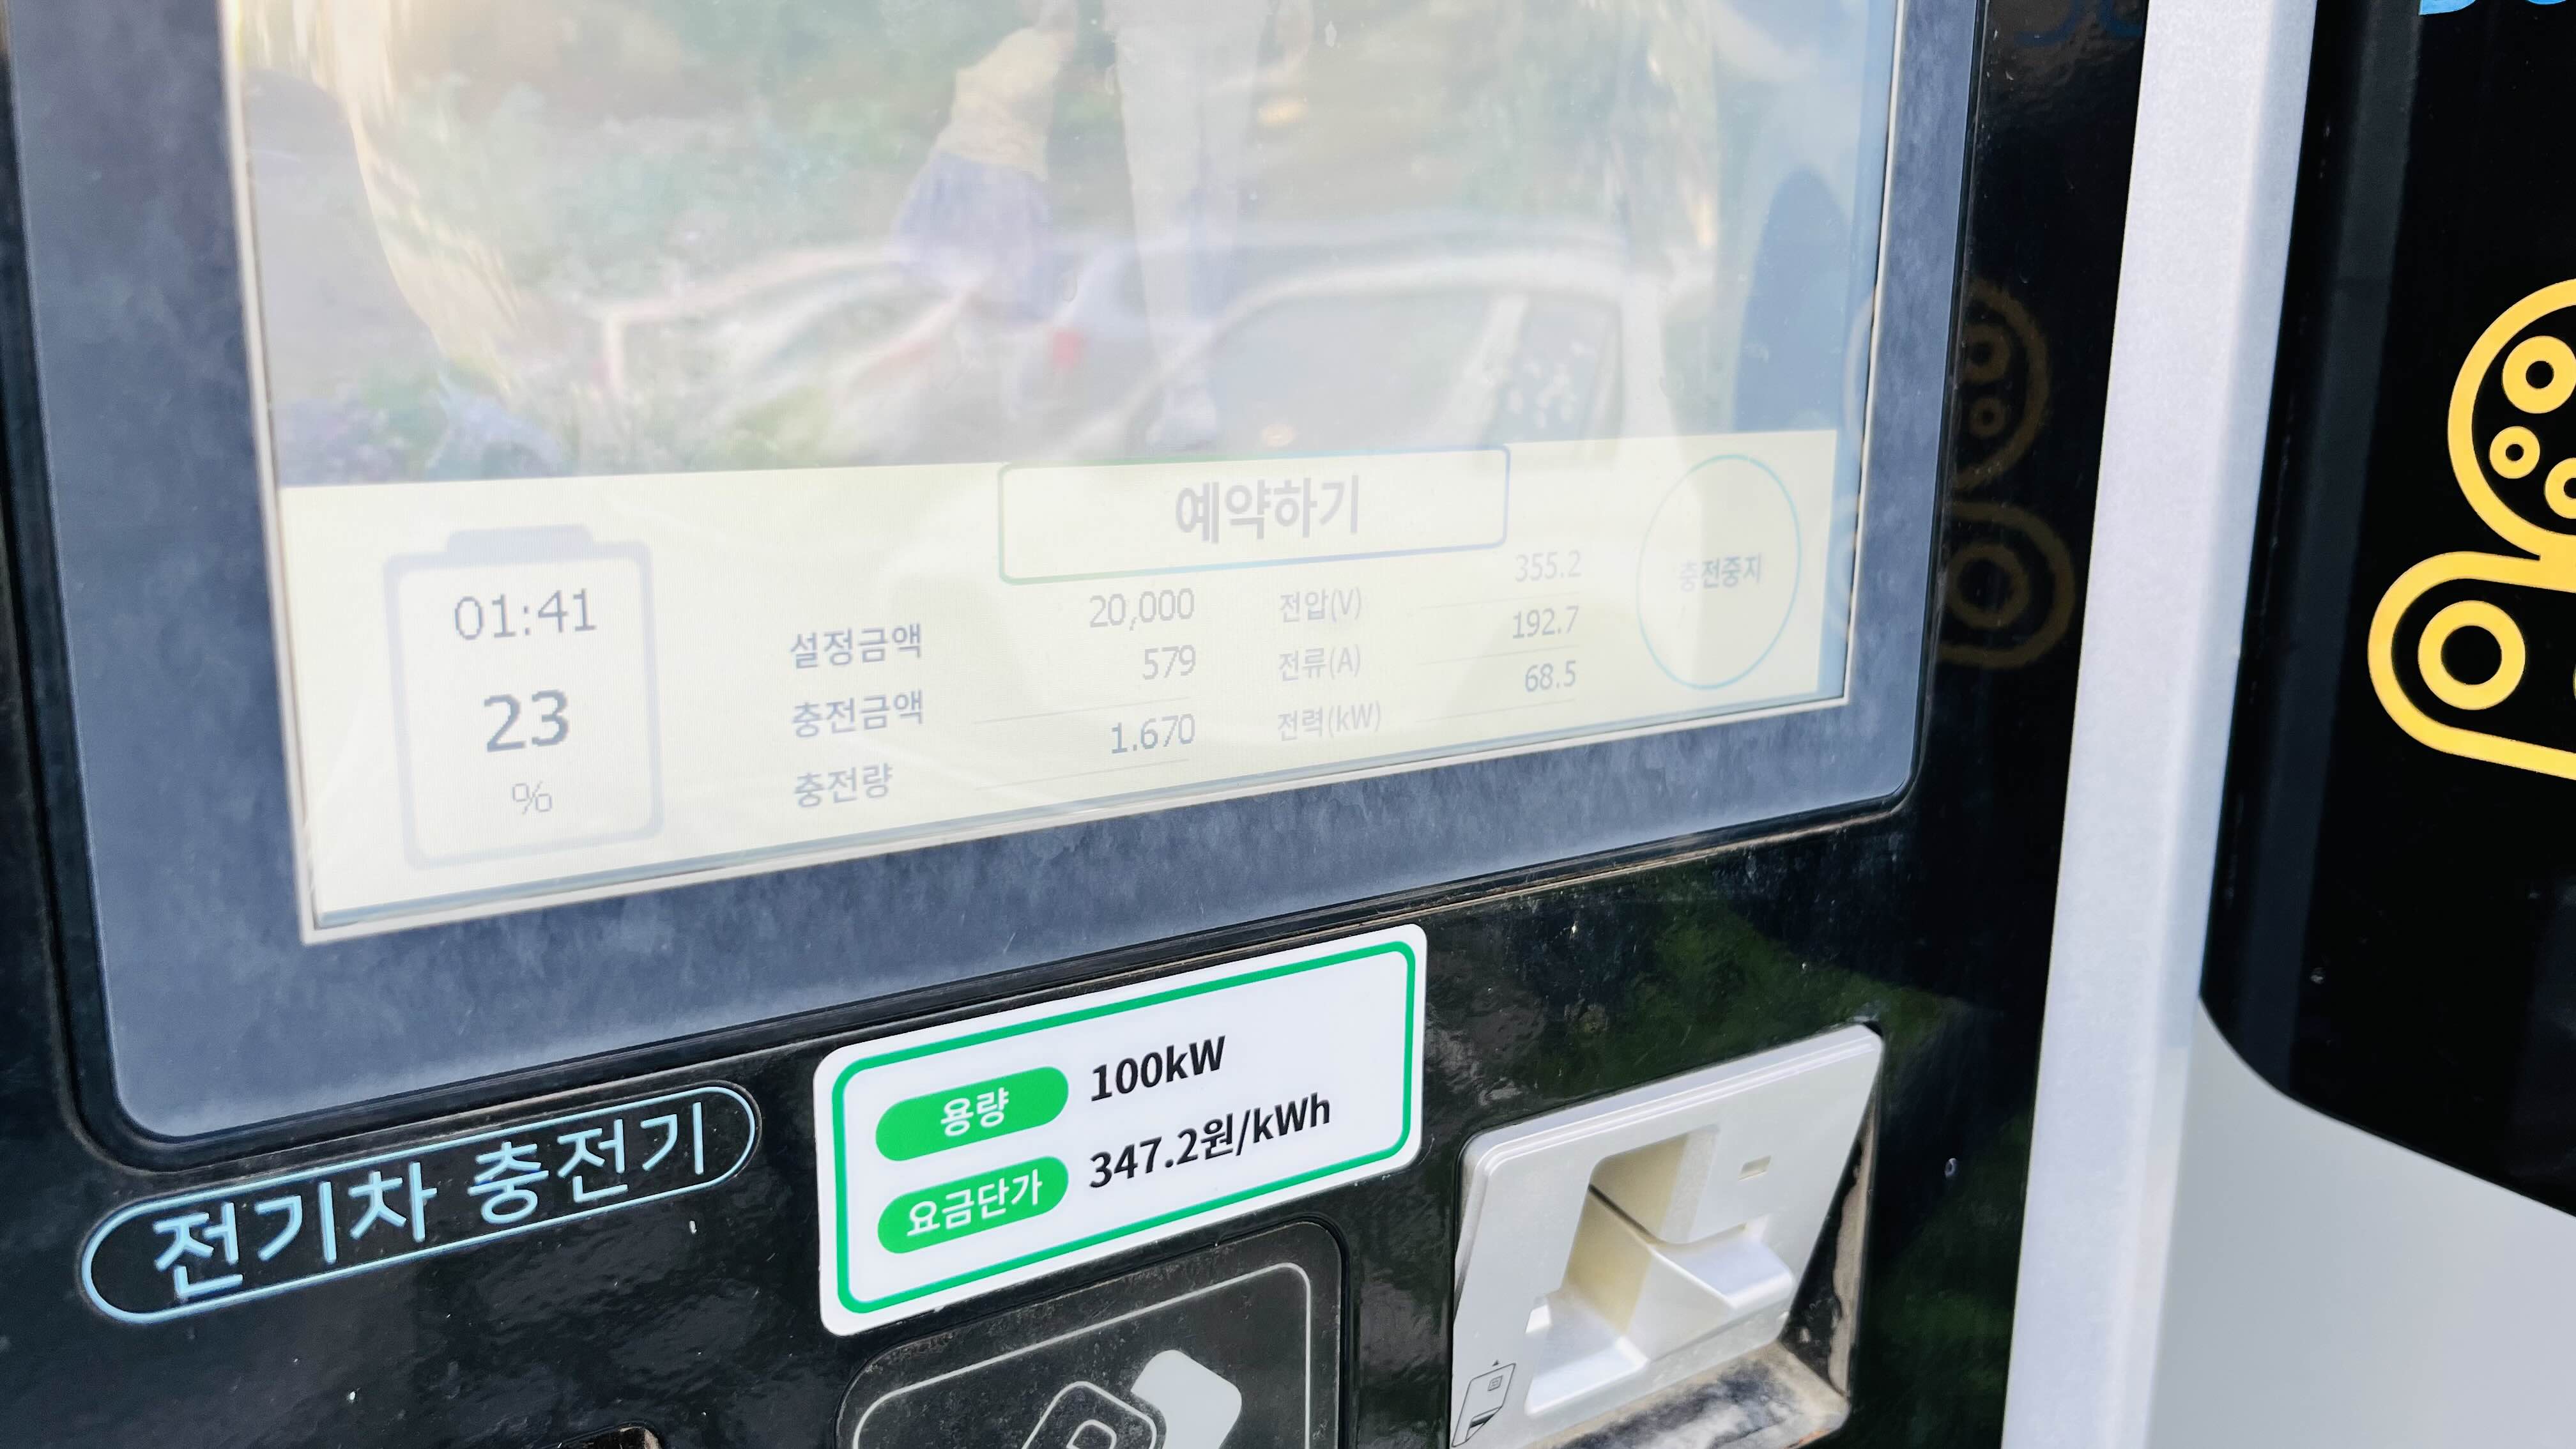 예약하기
01:41
23
%
설정금액 20,000
충전금액 579
충전량 1.670
전압(V) 355.2
전류(A) 192.7
전력(kW) 68.5
충전중지
용량 100kW
요금단가 347.2원/kWh
전기차 충전기